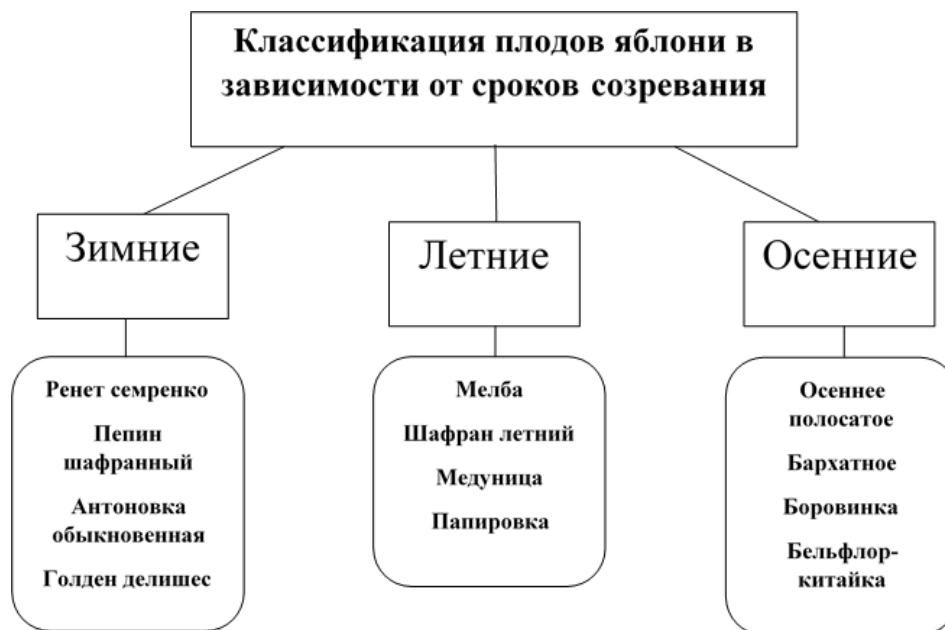 Классификация плодов яблони в
зависимости от сроков созревания
Зимние
Ренет семренко
Пепин
шафранный
Антоновка
обыкновенная
Голден делишес
Летние
Мелба
Шафран летний
Медуница
Папировка
Осенние
Осеннее
полосатое
Бархатное
Боровинка
Бельфлор-
китайка